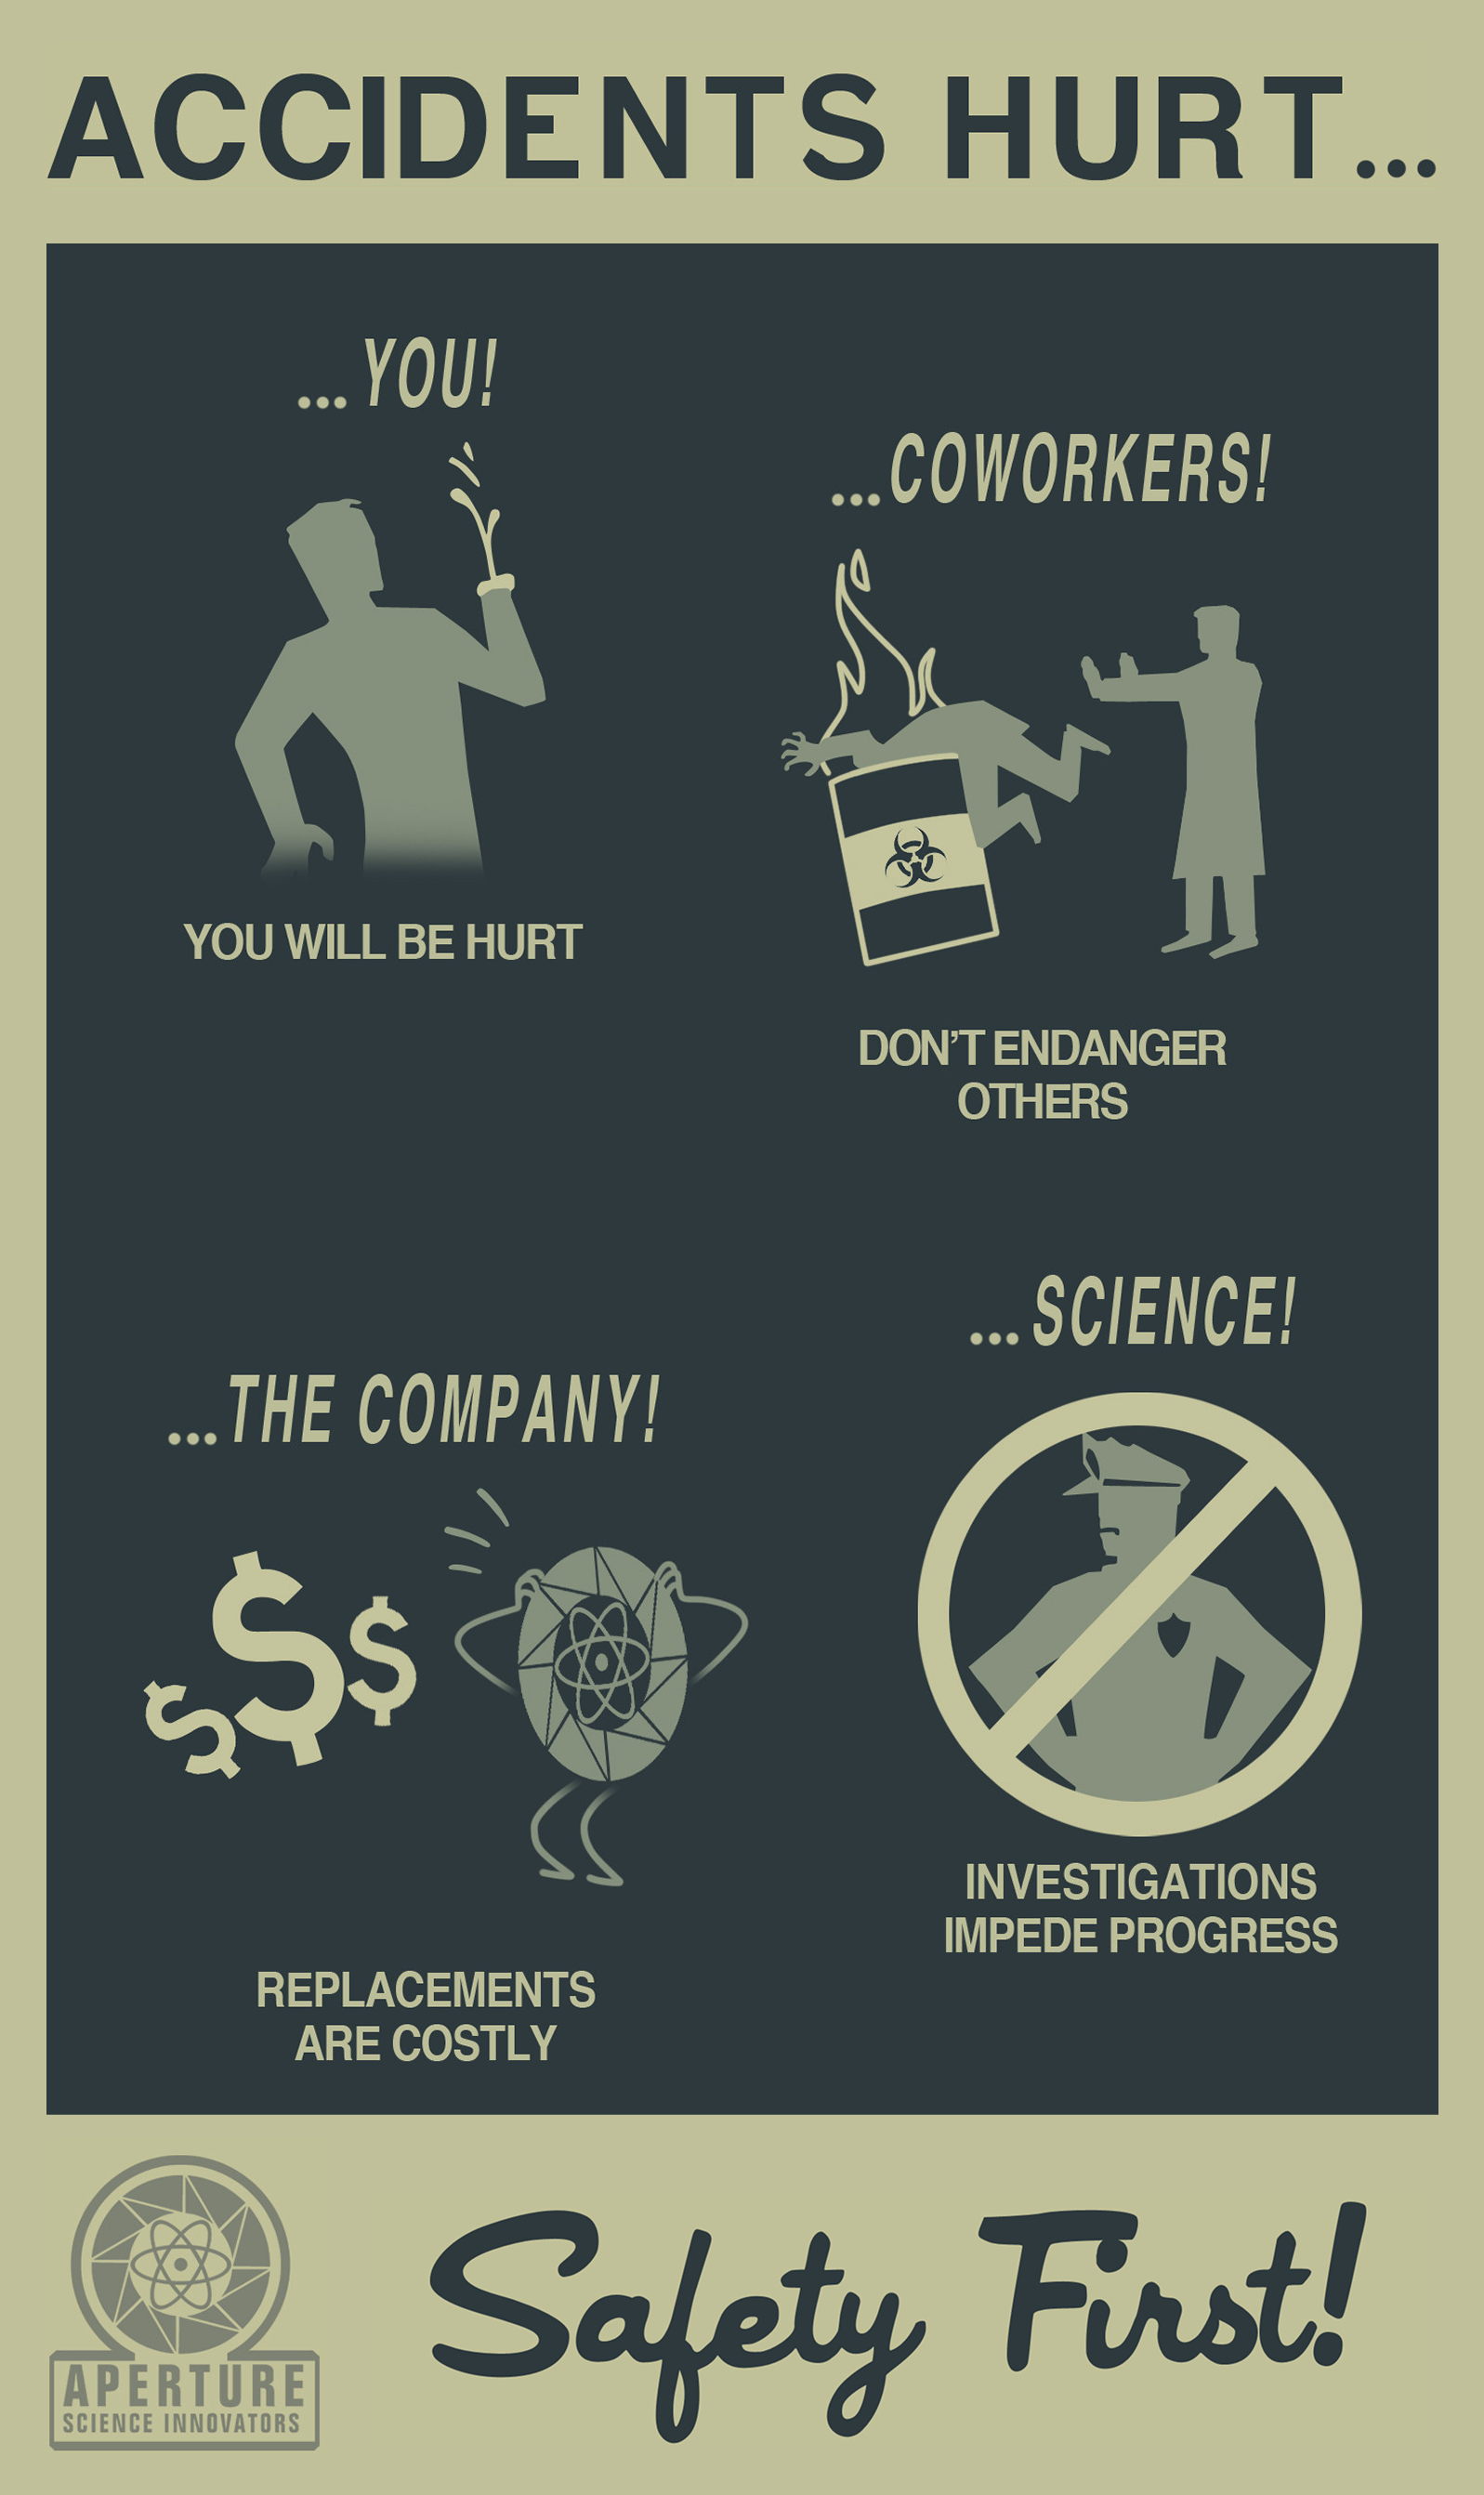 ACCIDENTS HURT...
...YOU!
YOU WILL BE HURT
...COWORKERS!
DON'T ENDANGER
OTHERS
...THE COMPANY!
$ $ $
REPLACEMENTS
ARE COSTLY
...SCIENCE!
INVESTIGATIONS
IMPEDE PROGRESS
APERTURE
SCIENCE INNOVATORS
Safety First!